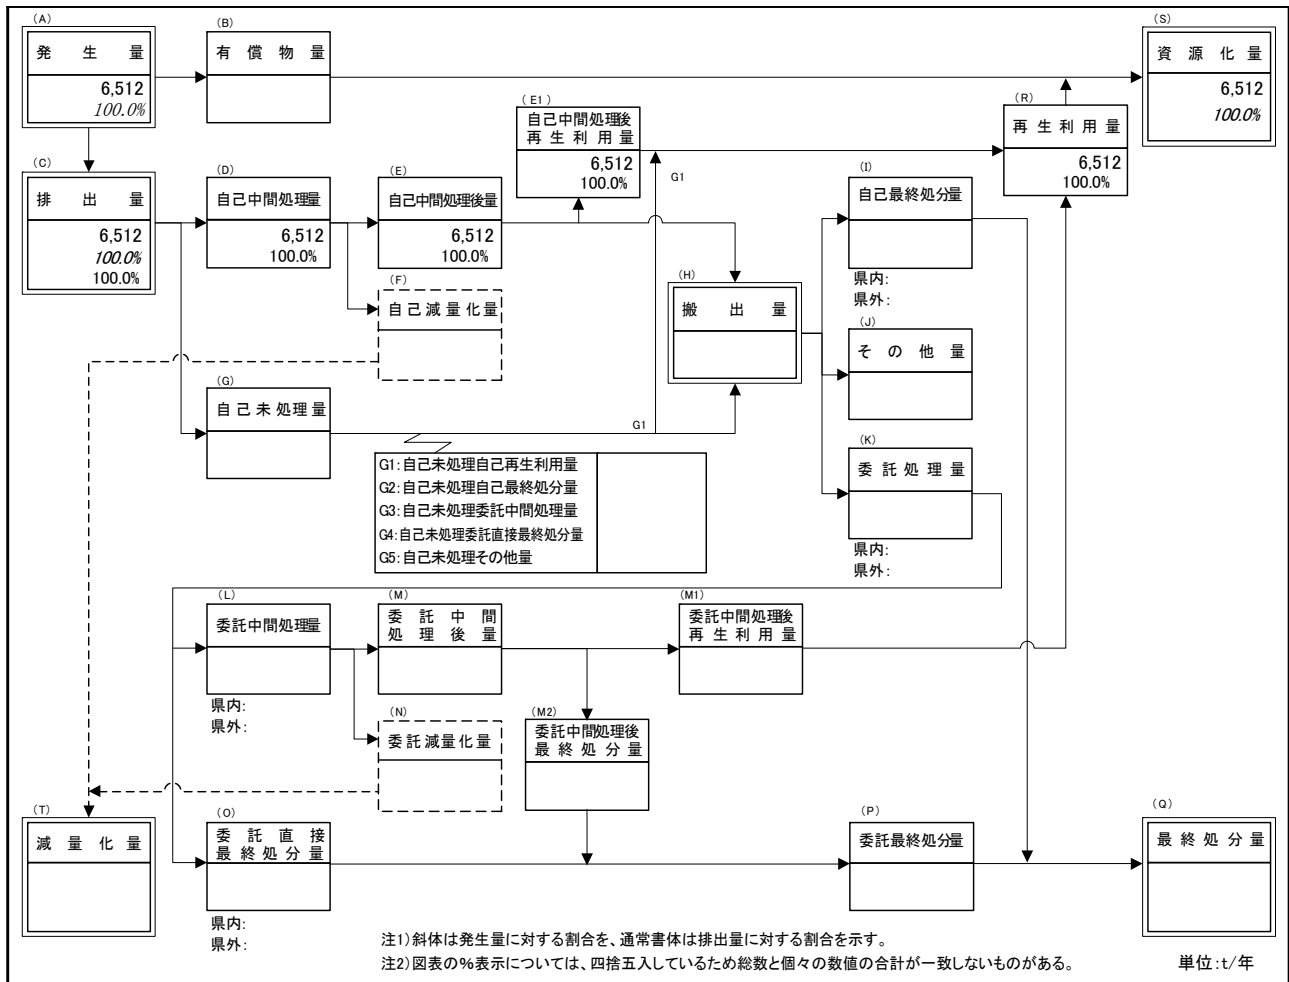 (A)
発生量
6,512
100.0%
(B)
有償物量
(S)
資源化量
6,512
100.0%
(E1)
自己中間処理後
再生利用量
6,512
100.0%
(R)
再生利用量
6,512
100.0%
(C)
排出量
6,512
100.0%
100.0%
(D)
自己中間処理量
6,512
100.0%
(E)
自己中間処理後量
6,512
100.0%
G1
(I)
自己最終処分量
県内:
県外:
(F)
自己減量化量
(H)
搬出量
(J)
その他量
(G)
自己未処理量
G1
(K)
委託処理量
県内:
県外:
G1:自己未処理自己再生利用量
G2:自己未処理自己最終処分量
G3:自己未処理委託中間処理量
G4:自己未処理委託直接最終処分量
G5:自己未処理その他量
(L)
委託中間処理量
県内:
県外:
(M)
委託中間
処理後量
(M1)
委託中間処理後
再生利用量
(N)
委託減量化量
(M2)
委託中間処理後
最終処分量
(T)
減量化量
(O)
委託直接
最終処分量
県内:
県外:
(P)
委託最終処分量
(Q)
最終処分量
注1)斜体は発生量に対する割合を、通常書体は排出量に対する割合を示す。
注2)図表の%表示については、四捨五入しているため総数と個々の数値の合計が一致しないものがある。
単位:t/年